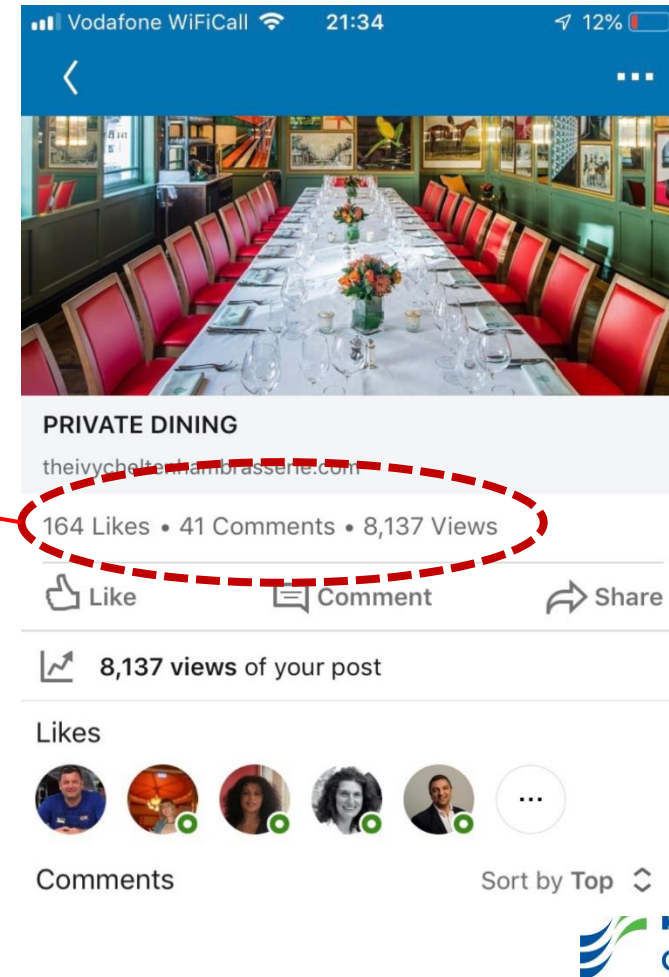 Vodafone WiFiCall 21:34 12%
PRIVATE DINING
theivycheltenhambrasserie.com
164 Likes • 41 Comments • 8,137 Views
Like Comment Share
8,137 views of your post
Likes
...
Comments Sort by Top